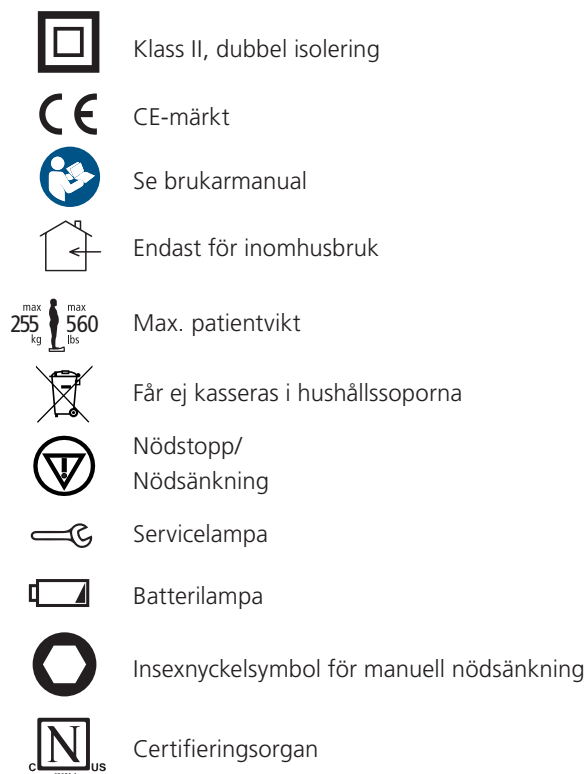 Klass II, dubbel isolering
CE CE-märkt
Se brukarmanual
Endast för inomhusbruk
max max
255 560 Max. patientvikt
kg lbs
Får ej kasseras i hushållssoporna
Nödstopp/
Nödsänkning
Servicelampa
Batterilampa
Insexnyckelsymbol för manuell nödsänkning
N Certifieringsorgan
C US